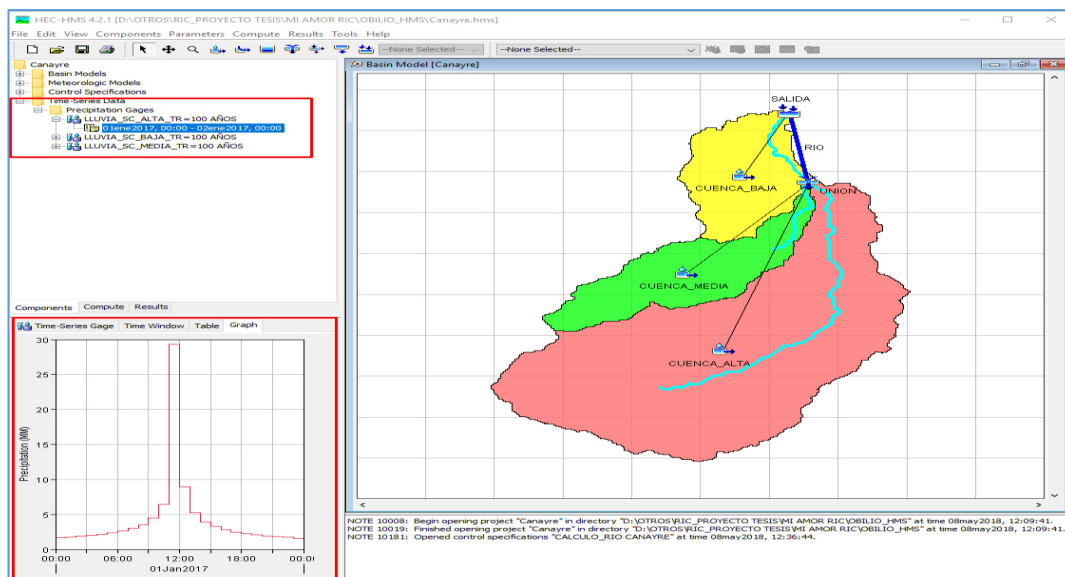 HEC-HMS 4.2.1 [D:\OTROS\RIC_PROYECTO TESIS\MI AMOR RIC\OBILIO_HMS\Canayre.hms]
File Edit View Components Parameters Compute Results Tools Help
--None Selected-- --None Selected--
Canayre
Basin Models
Meteorologic Models
Control Specifications
Time-Series Data
Precipitation Gages
LLUVIA_SC_ALTA_TR=100 AÑOS
01ene2017, 00:00 - 02ene2017, 00:00
LLUVIA_SC_BAJA_TR=100 AÑOS
LLUVIA_SC_MEDIA_TR=100 AÑOS
Components Compute Results
Time-Series Gage Time Window Table Graph
30
25
20
15
10
5
0
Precipitation (MM)
00:00 06:00 12:00 18:00 00:0
01Jan2017
Basin Model [Canayre]
SALIDA
RIO
CUENCA_BAJA
UNION
CUENCA_MEDIA
CUENCA_ALTA
NOTE 10008: Begin opening project "Canayre" in directory "D:\OTROS\RIC_PROYECTO TESIS\MI AMOR RIC\OBILIO_HMS" at time 08may2018, 12:09:41.
NOTE 10019: Finished opening project "Canayre" in directory "D:\OTROS\RIC_PROYECTO TESIS\MI AMOR RIC\OBILIO_HMS" at time 08may2018, 12:09:41.
NOTE 10181: Opened control specifications "CALCULO_RIO CANAYRE" at time 08may2018, 12:36:44.